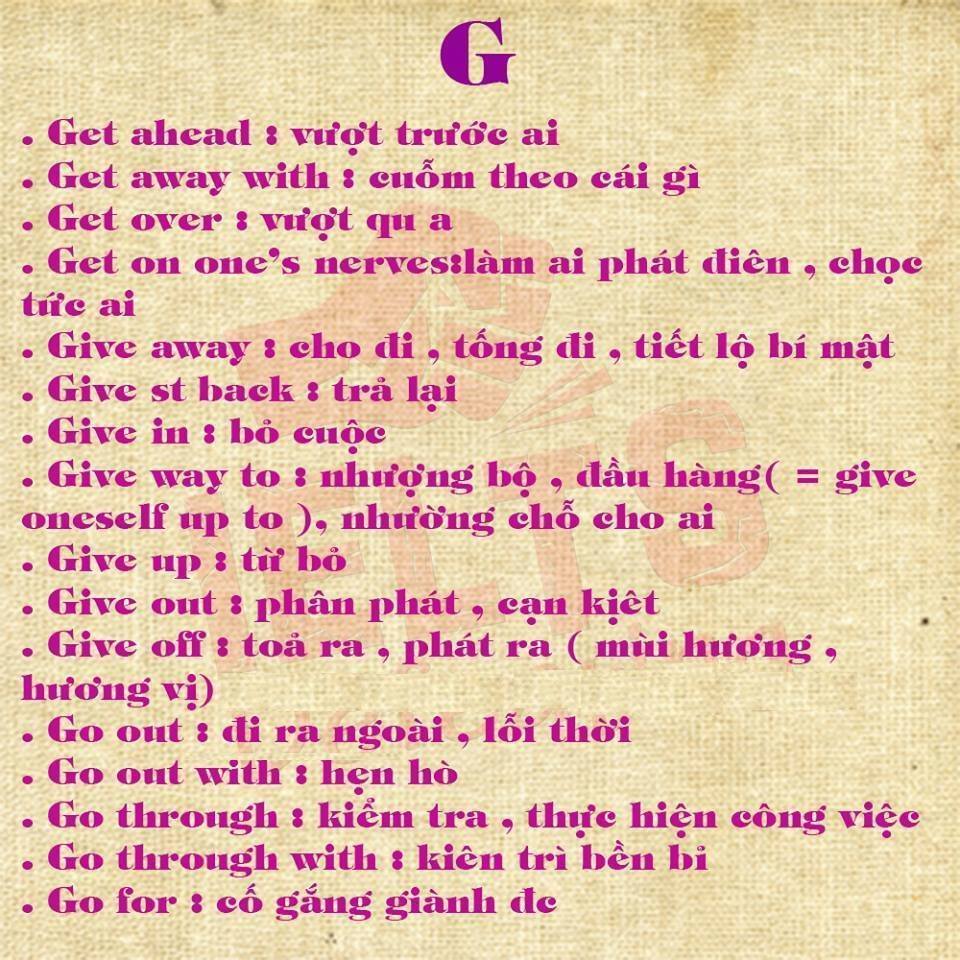 G
. Get ahead : vượt trước ai
. Get away with : cuỗm theo cái gì
. Get over : vượt qu a
. Get on one's nerves:làm ai phát điên , chọc
tức ai
. Give away : cho đi , tống đi , tiết lộ bí mật
. Give st back : trả lại
. Give in : bỏ cuộc
. Give way to : nhượng bộ , đầu hàng( = give
oneself up to ), nhường chỗ cho ai
. Give up : từ bỏ
. Give out : phân phát , cạn kịêt
. Give off : toả ra , phát ra ( mùi hương ,
hương vị)
. Go out : đi ra ngoài , lỗi thời
. Go out with : hẹn hò
. Go through : kiểm tra , thực hiện công việc
. Go through with : kiên trì bền bỉ
. Go for : cố gắng giành đc
IELTS